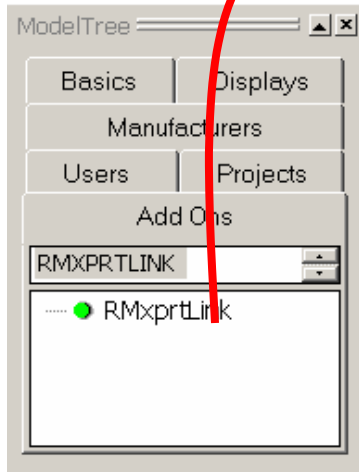 ModelTree
Basics Displays
Manufacturers
Users Projects
Add Ons
RMXPRTLINK
RMxprtLink